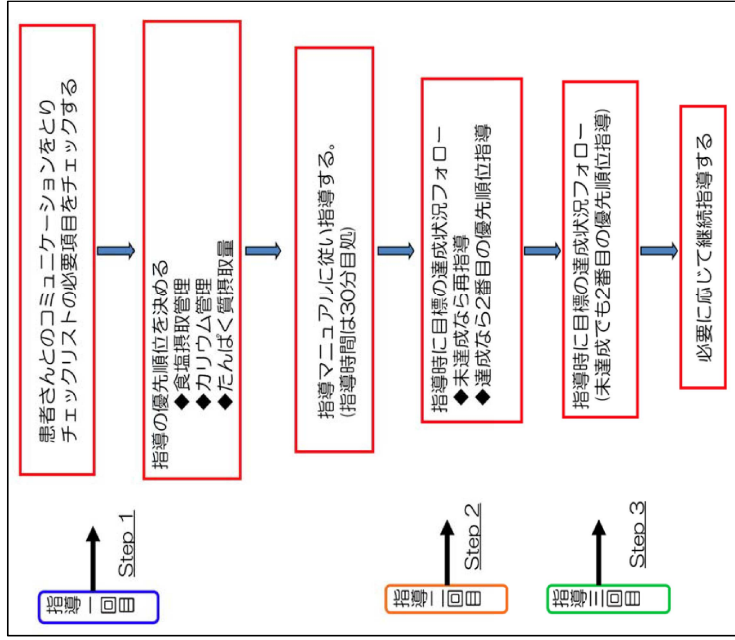 指導一回目
Step 1
患者さんとのコミュニケーションをとり
チェックリストの必要項目をチェックする
指導の優先順位を決める
◆食塩摂取管理
◆カリウム管理
◆たんぱく質摂取量
指導マニュアルに従い指導する。
(指導時間は30分目処)
指導二回目
Step 2
指導時に目標の達成状況フォロー
◆未達成なら再指導
◆達成なら2番目の優先順位指導
指導三回目
Step 3
指導時に目標の達成状況フォロー
(未達成でも2番目の優先順位指導)
必要に応じて継続指導する